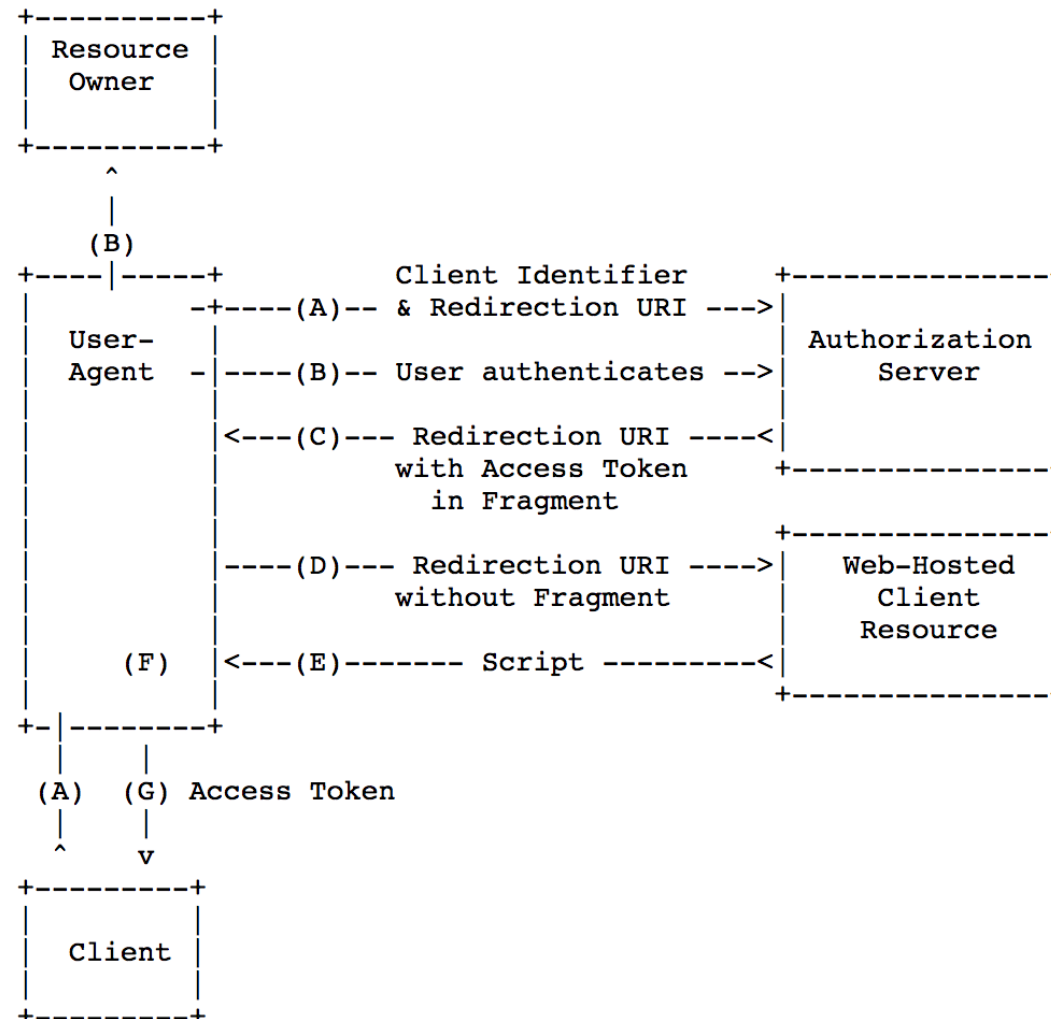 +----------+
| Resource |
|  Owner   |
|          |
+----------+
     ^
     |
    (B)
+----|-----+          Client Identifier     +---------------
|         -+----(A)-- & Redirection URI --->|
|  User-   |                                | Authorization
|  Agent  -|----(B)-- User authenticates -->|     Server
|          |                                |
|          |<---(C)--- Redirection URI ----<|
|          |          with Access Token     +---------------
|          |            in Fragment
|          |                                +---------------
|          |----(D)--- Redirection URI ---->|   Web-Hosted
|          |          without Fragment      |     Client
|          |                                |    Resource
|     (F)  |<---(E)------- Script ---------<|
|          |                                +---------------
+-|--------+
  |    |
 (A)  (G) Access Token
  |    |
  ^    v
+---------+
|         |
|  Client |
|         |
+---------+